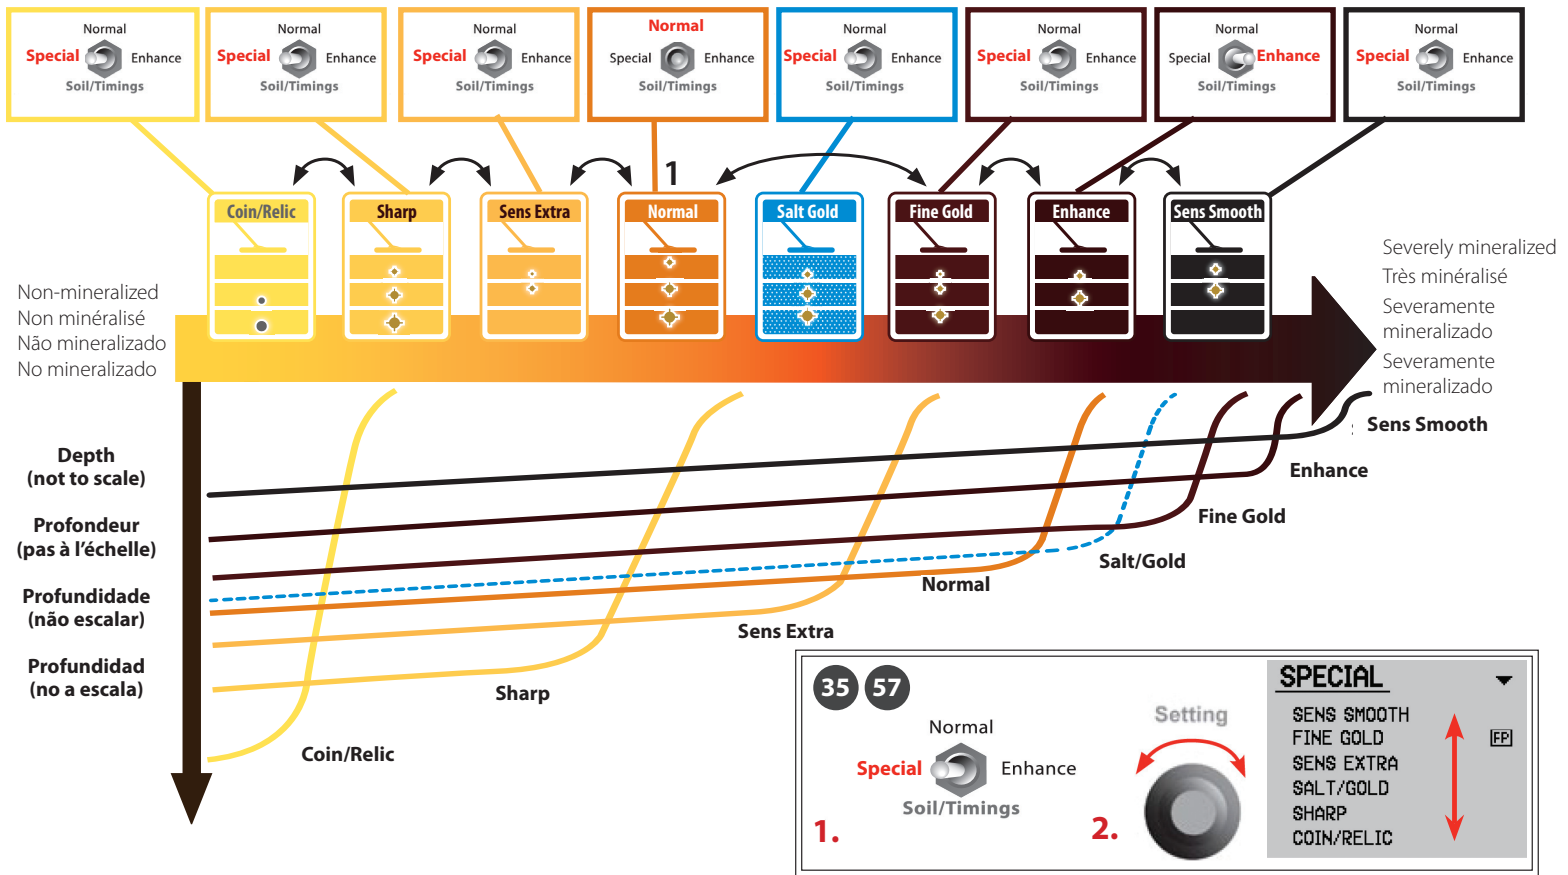 Normal
Special Enhance
Soil/Timings
Normal
Special Enhance
Soil/Timings
Normal
Special Enhance
Soil/Timings
Normal
Special Enhance
Soil/Timings
Normal
Special Enhance
Soil/Timings
Normal
Special Enhance
Soil/Timings
Normal
Special Enhance
Soil/Timings
Normal
Special Enhance
Soil/Timings
1
Coin/Relic
Sharp
Sens Extra
Normal
Salt Gold
Fine Gold
Enhance
Sens Smooth
Non-mineralized
Non minéralisé
Não mineralizado
No mineralizado
Severely mineralized
Très minéralisé
Severamente
mineralizado
Severamente
mineralizado
Depth
(not to scale)
Profondeur
(pas à l’échelle)
Profundidade
(não escalar)
Profundidad
(no a escala)
: Sens Smooth
Enhance
Fine Gold
Salt/Gold
Normal
Sens Extra
Sharp
Coin/Relic
35 57
Normal
Special Enhance
Soil/Timings
1.
Setting
2.
SPECIAL
SENS SMOOTH
FINE GOLD FP
SENS EXTRA
SALT/GOLD
SHARP
COIN/RELIC